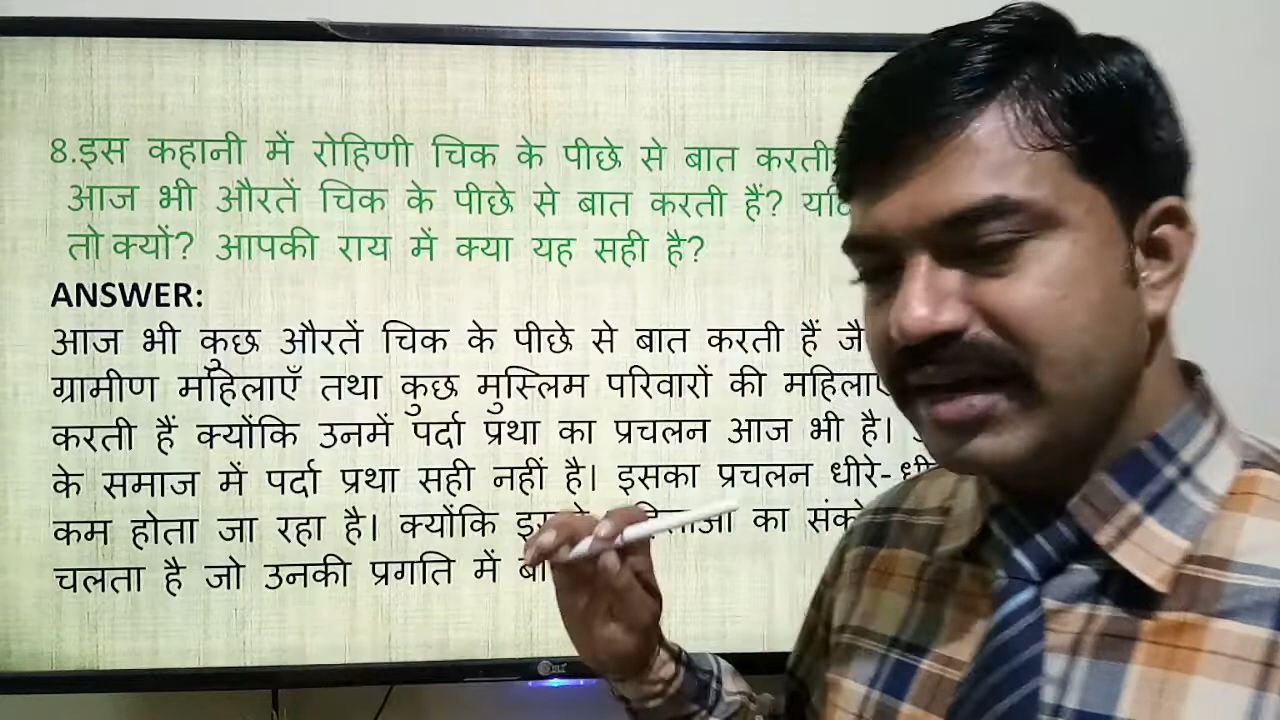 8.इस कहानी में रोहिणी चिक के पीछे से बात करती
आज भी औरतें चिक के पीछे से बात करती हैं?
तो क्यों? आपकी राय में क्या यह सही है?
ANSWER:
आज भी कुछ औरतें चिक के पीछे से बात करती हैं
ग्रामीण महिलाएँ तथा कुछ मुस्लिम परिवारों की
करती हैं क्योंकि उनमें पर्दा प्रथा का प्रचलन आज भी है।
के समाज में पर्दा प्रथा सही नहीं है। इसका प्रचलन धीरे-
कम होता जा रहा है। क्योंकि का
चलता है जो उनकी प्रगति में